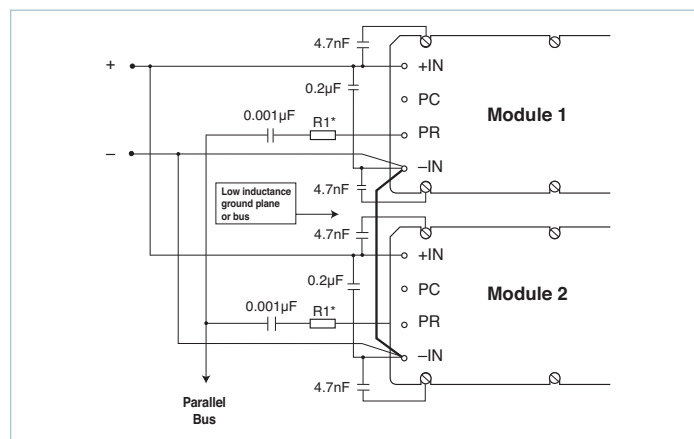 4.7nF
+
+IN
0.2µF
PC
Module 1
0.001µF
R1*
PR
–
–IN
4.7nF
Low inductance
ground plane
or bus
4.7nF
+IN
0.2µF
PC
Module 2
0.001µF
R1*
PR
–IN
4.7nF
Parallel
Bus